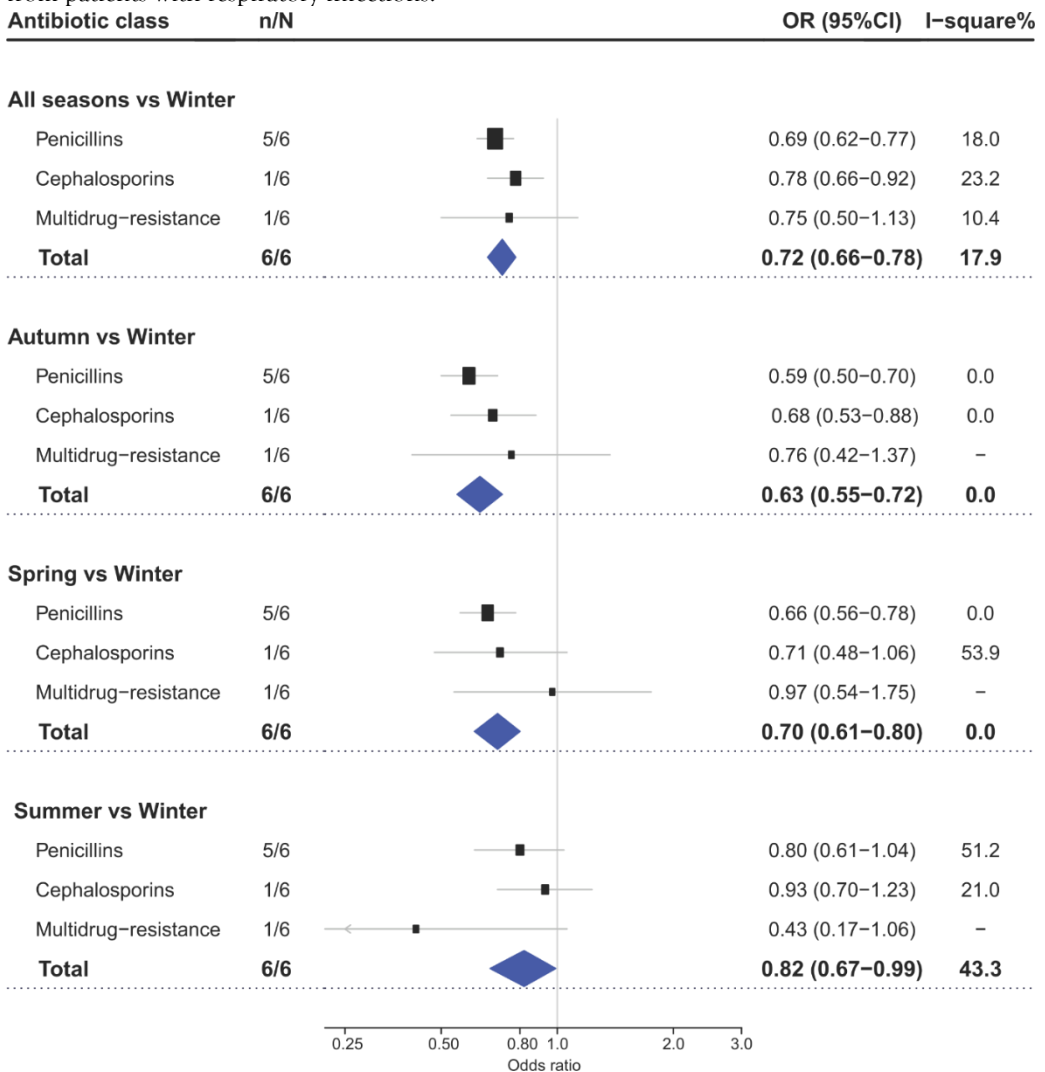 from patients with respiratory infections.
Antibiotic class n/N OR (95%CI) I−square%
All seasons vs Winter
Penicillins 5/6 0.69 (0.62−0.77) 18.0
Cephalosporins 1/6 0.78 (0.66−0.92) 23.2
Multidrug−resistance 1/6 0.75 (0.50−1.13) 10.4
Total 6/6 0.72 (0.66−0.78) 17.9
Autumn vs Winter
Penicillins 5/6 0.59 (0.50−0.70) 0.0
Cephalosporins 1/6 0.68 (0.53−0.88) 0.0
Multidrug−resistance 1/6 0.76 (0.42−1.37) −
Total 6/6 0.63 (0.55−0.72) 0.0
Spring vs Winter
Penicillins 5/6 0.66 (0.56−0.78) 0.0
Cephalosporins 1/6 0.71 (0.48−1.06) 53.9
Multidrug−resistance 1/6 0.97 (0.54−1.75) −
Total 6/6 0.70 (0.61−0.80) 0.0
Summer vs Winter
Penicillins 5/6 0.80 (0.61−1.04) 51.2
Cephalosporins 1/6 0.93 (0.70−1.23) 21.0
Multidrug−resistance 1/6 0.43 (0.17−1.06) −
Total 6/6 0.82 (0.67−0.99) 43.3
0.25 0.50 0.80 1.0 2.0 3.0
Odds ratio